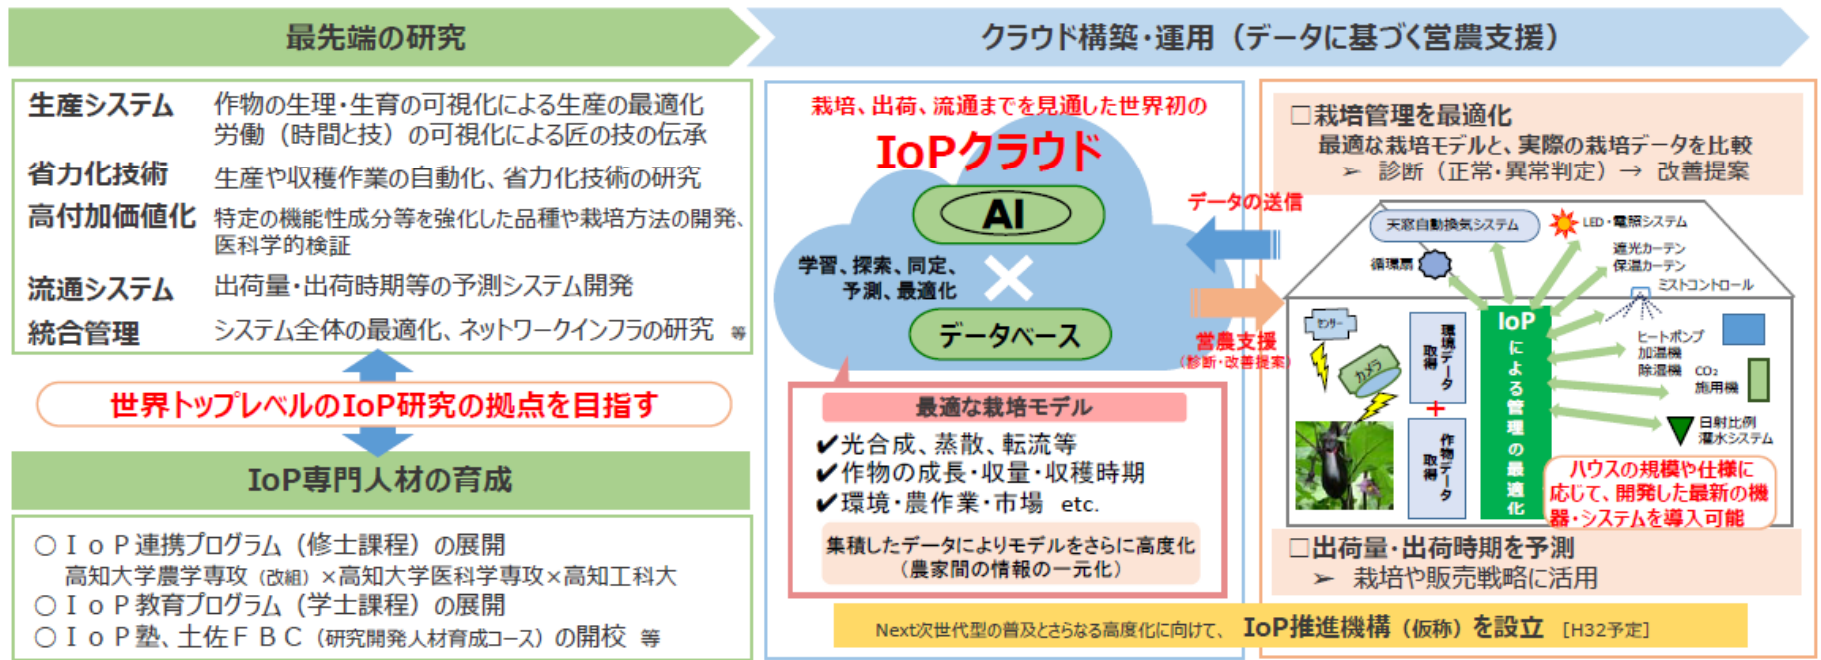 最先端の研究
クラウド構築・運用（データに基づく営農支援）
生産システム　作物の生理・生育の可視化による生産の最適化
労働（時間と技）の可視化による匠の技の伝承
省力化技術　生産や収穫作業の自動化、省力化技術の研究
高付加価値化　特定の機能性成分等を強化した品種や栽培方法の開発、
医科学的検証
流通システム　出荷量・出荷時期等の予測システム開発
統合管理　システム全体の最適化、ネットワークインフラの研究　等
世界トップレベルのIoP研究の拠点を目指す
IoP専門人材の育成
○ＩｏＰ連携プログラム（修士課程）の展開
高知大学農学専攻（改組）×高知大学医科学専攻×高知工科大
○ＩｏＰ教育プログラム（学士課程）の展開
○ＩｏＰ塾、土佐ＦＢＣ（研究開発人材育成コース）の開校　等
栽培、出荷、流通までを見通した世界初の
IoPクラウド
AI
学習、探索、同定、
予測、最適化
データベース
データの送信
営農支援
（診断・改善提案）
最適な栽培モデル
✔光合成、蒸散、転流等
✔作物の成長・収量・収穫時期
✔環境・農作業・市場　etc.
集積したデータによりモデルをさらに高度化
（農家間の情報の一元化）
□栽培管理を最適化
最適な栽培モデルと、実際の栽培データを比較
➢　診断（正常・異常判定）→　改善提案
天窓自動換気システム
LED・電照システム
循環扇
遮光カーテン
保温カーテン
ミストコントロール
センサー
カメラ
環境データ
取得
+
作物データ
取得
IoPによる管理の最適化
ヒートポンプ
加温機
除湿機
CO₂
施用機
日射比例
灌水システム
ハウスの規模や仕様に
応じて、開発した最新の機
器・システムを導入可能
□出荷量・出荷時期を予測
➢　栽培や販売戦略に活用
Next次世代型の普及とさらなる高度化に向けて、　IoP推進機構（仮称）を設立　[H32予定]